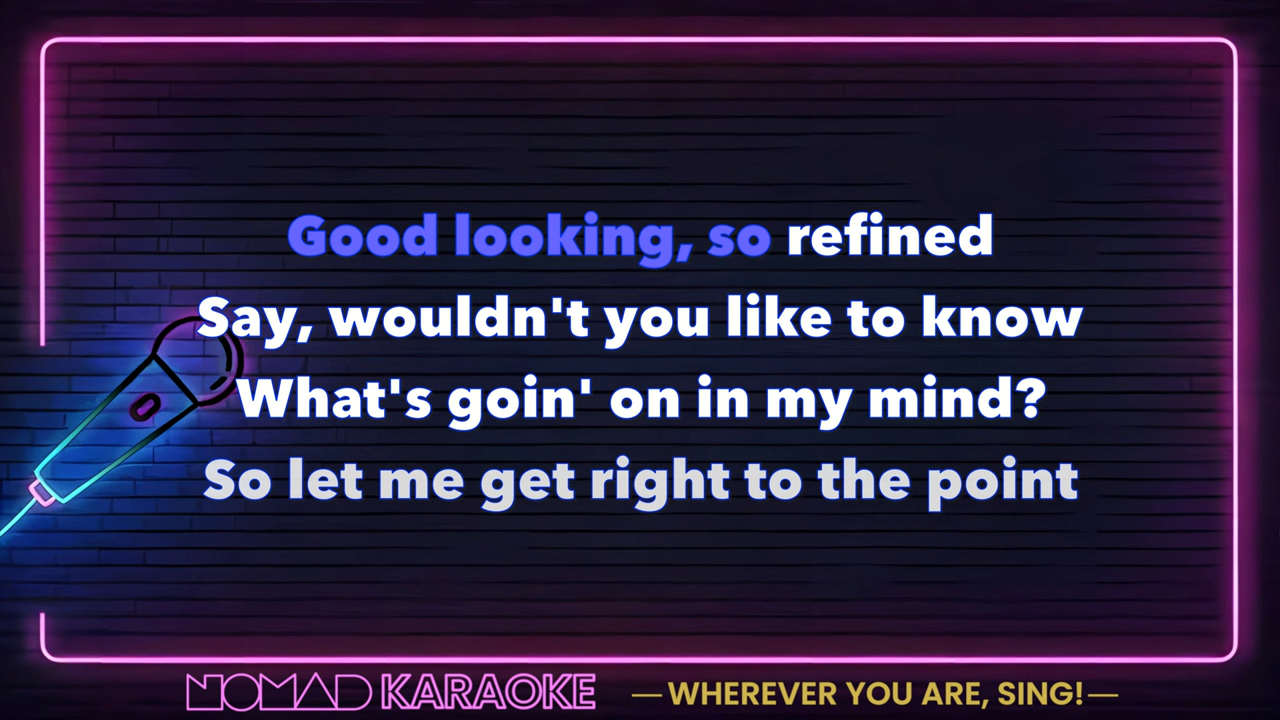 Good looking, so refined
Say, wouldn't you like to know
What's goin' on in my mind?
So let me get right to the point
NOMAD KARAOKE — WHEREVER YOU ARE, SING! —